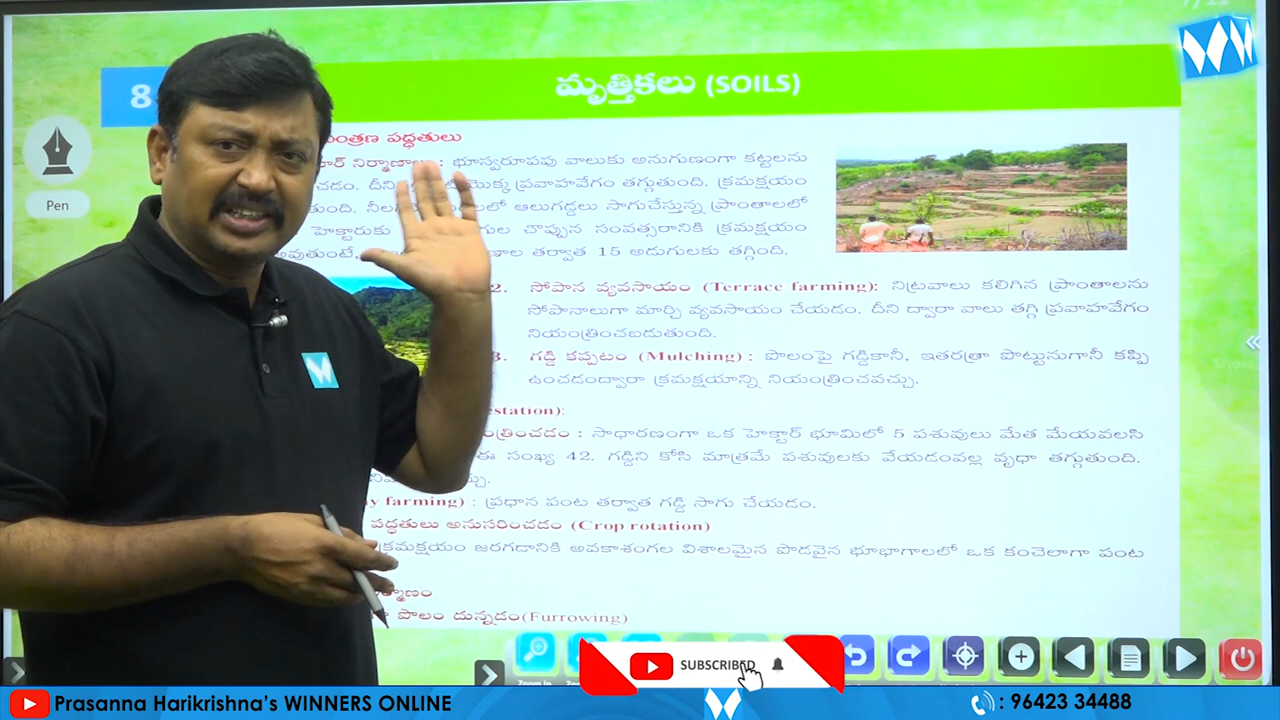 8
మృత్తికలు (SOILS)
పద్ధతులు
నిర్మాణాలు : భూస్వరూపపు వాలుకు అనుగుణంగా కట్టలను
ప్రవాహవేగం తగ్గుతుంది. క్రమక్షయం
ఆలుగడ్డలు సాగుచేస్తున్న ప్రాంతాలలో
హెక్టారుకు చొప్పున సంవత్సరానికి క్రమక్షయం
తర్వాత 15 అడుగులకు తగ్గింది.
Pen
2. సోపాన వ్యవసాయం (Terrace farming): నిట్రవాలు కలిగిన ప్రాంతాలను
సోపానాలుగా మార్చి వ్యవసాయం చేయడం. దీని ద్వారా వాలు తగ్గి ప్రవాహవేగం
నియంత్రించబడుతుంది.
3. గడ్డి కప్పటం (Mulching) : పొలంపై గడ్డికానీ, ఇతరత్రా పొట్టునుగానీ కప్పి
ఉంచడంద్వారా క్రమక్షయాన్ని నియంత్రించవచ్చు.
estation):
: సాధారణంగా ఒక హెక్టార్ భూమిలో 5 పశువులు మేత మేయవలసి
ఈ సంఖ్య 42. గడ్డిని కోసి మాత్రమే పశువులకు వేయడంవల్ల వృధా తగ్గుతుంది.
y farming) : ప్రధాన పంట తర్వాత గడ్డి సాగు చేయడం.
పద్ధతులు అనుసరించడం (Crop rotation)
క్రమక్షయం జరగడానికి అవకాశంగల విశాలమైన పొడవైన భూభాగాలలో ఒక కంచెలాగా పంట
పొలం దున్నడం(Furrowing)
SUBSCRIBED
Prasanna Harikrishna's WINNERS ONLINE
: 96423 34488